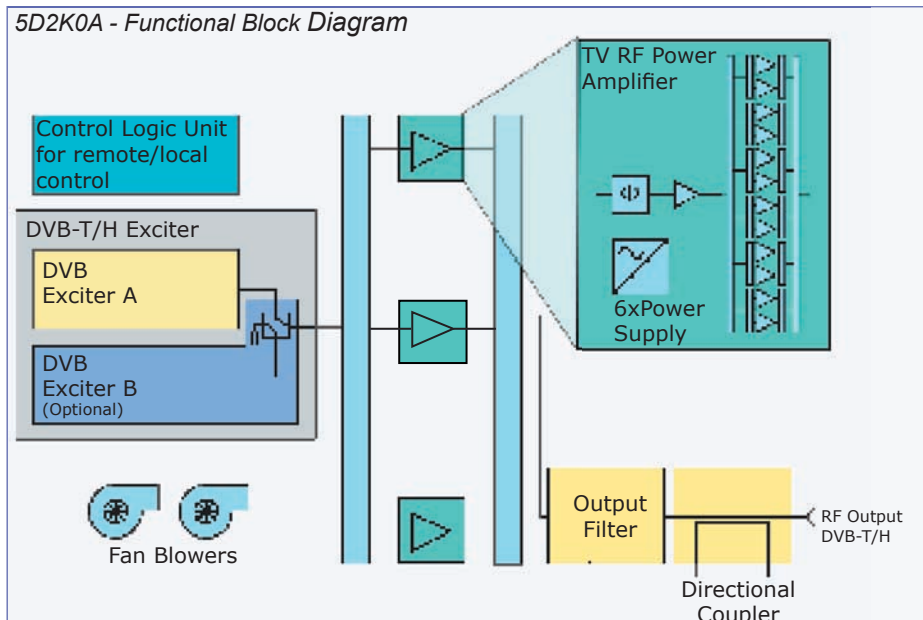 5D2K0A - Functional Block Diagram
TV RF Power
Amplifier
Control Logic Unit
for remote/local
control
DVB-T/H Exciter
DVB
Exciter A
DVB
Exciter B
(Optional)
Φ
6xPower
Supply
Fan Blowers
Output
Filter
RF Output
DVB-T/H
Directional
Coupler